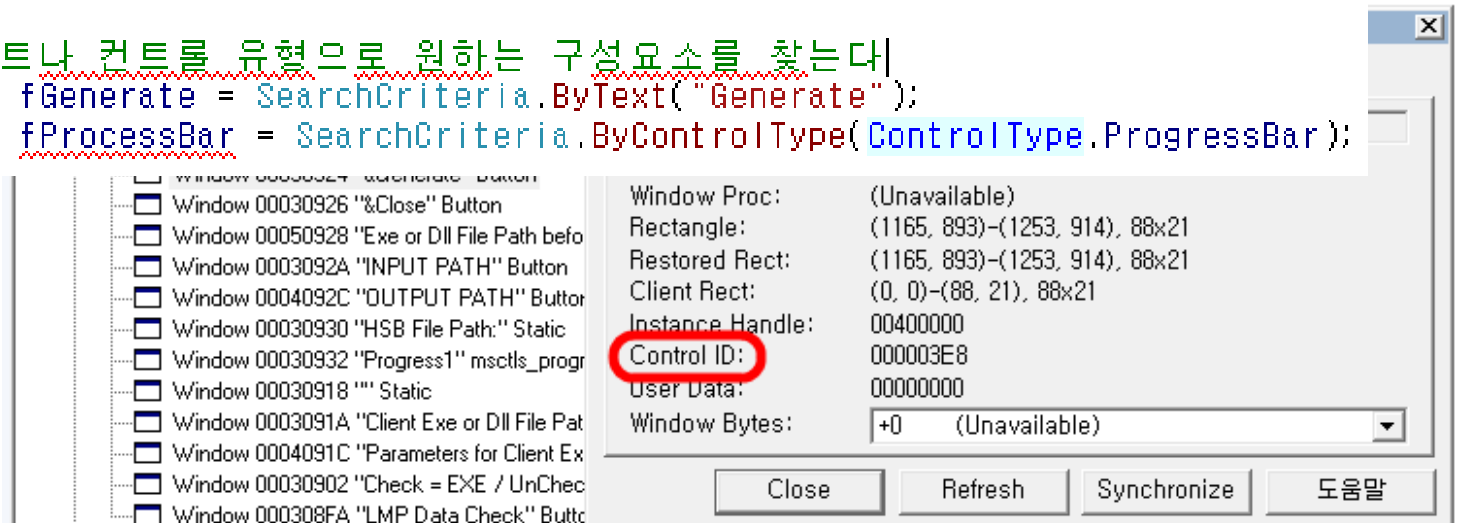 트나 컨트롤 유형으로 원하는 구성요소를 찾는다
fGenerate = SearchCriteria.ByText("Generate");
fProcessBar = SearchCriteria.ByControlType(ControlType.ProgressBar);
Window 00030924 "&Generate" Button
Window 00030926 "&Close" Button
Window 00050928 "Exe or Dll File Path befo
Window 0003092A "INPUT PATH" Button
Window 0004092C "OUTPUT PATH" Button
Window 00030930 "HSB File Path:" Static
Window 00030932 "Progress1" msctls_progr
Window 00030918 "" Static
Window 0003091A "Client Exe or Dll File Pat
Window 0004091C "Parameters for Client Ex
Window 00030902 "Check = EXE / UnChec
Window 000308FA "LMP Data Check" Butto
Window Proc: (Unavailable)
Rectangle: (1165, 893)-(1253, 914), 88x21
Restored Rect: (1165, 893)-(1253, 914), 88x21
Client Rect: (0, 0)-(88, 21), 88x21
Instance Handle: 00400000
Control ID: 000003E8
User Data: 00000000
Window Bytes: +0 (Unavailable)
Close Refresh Synchronize 도움말